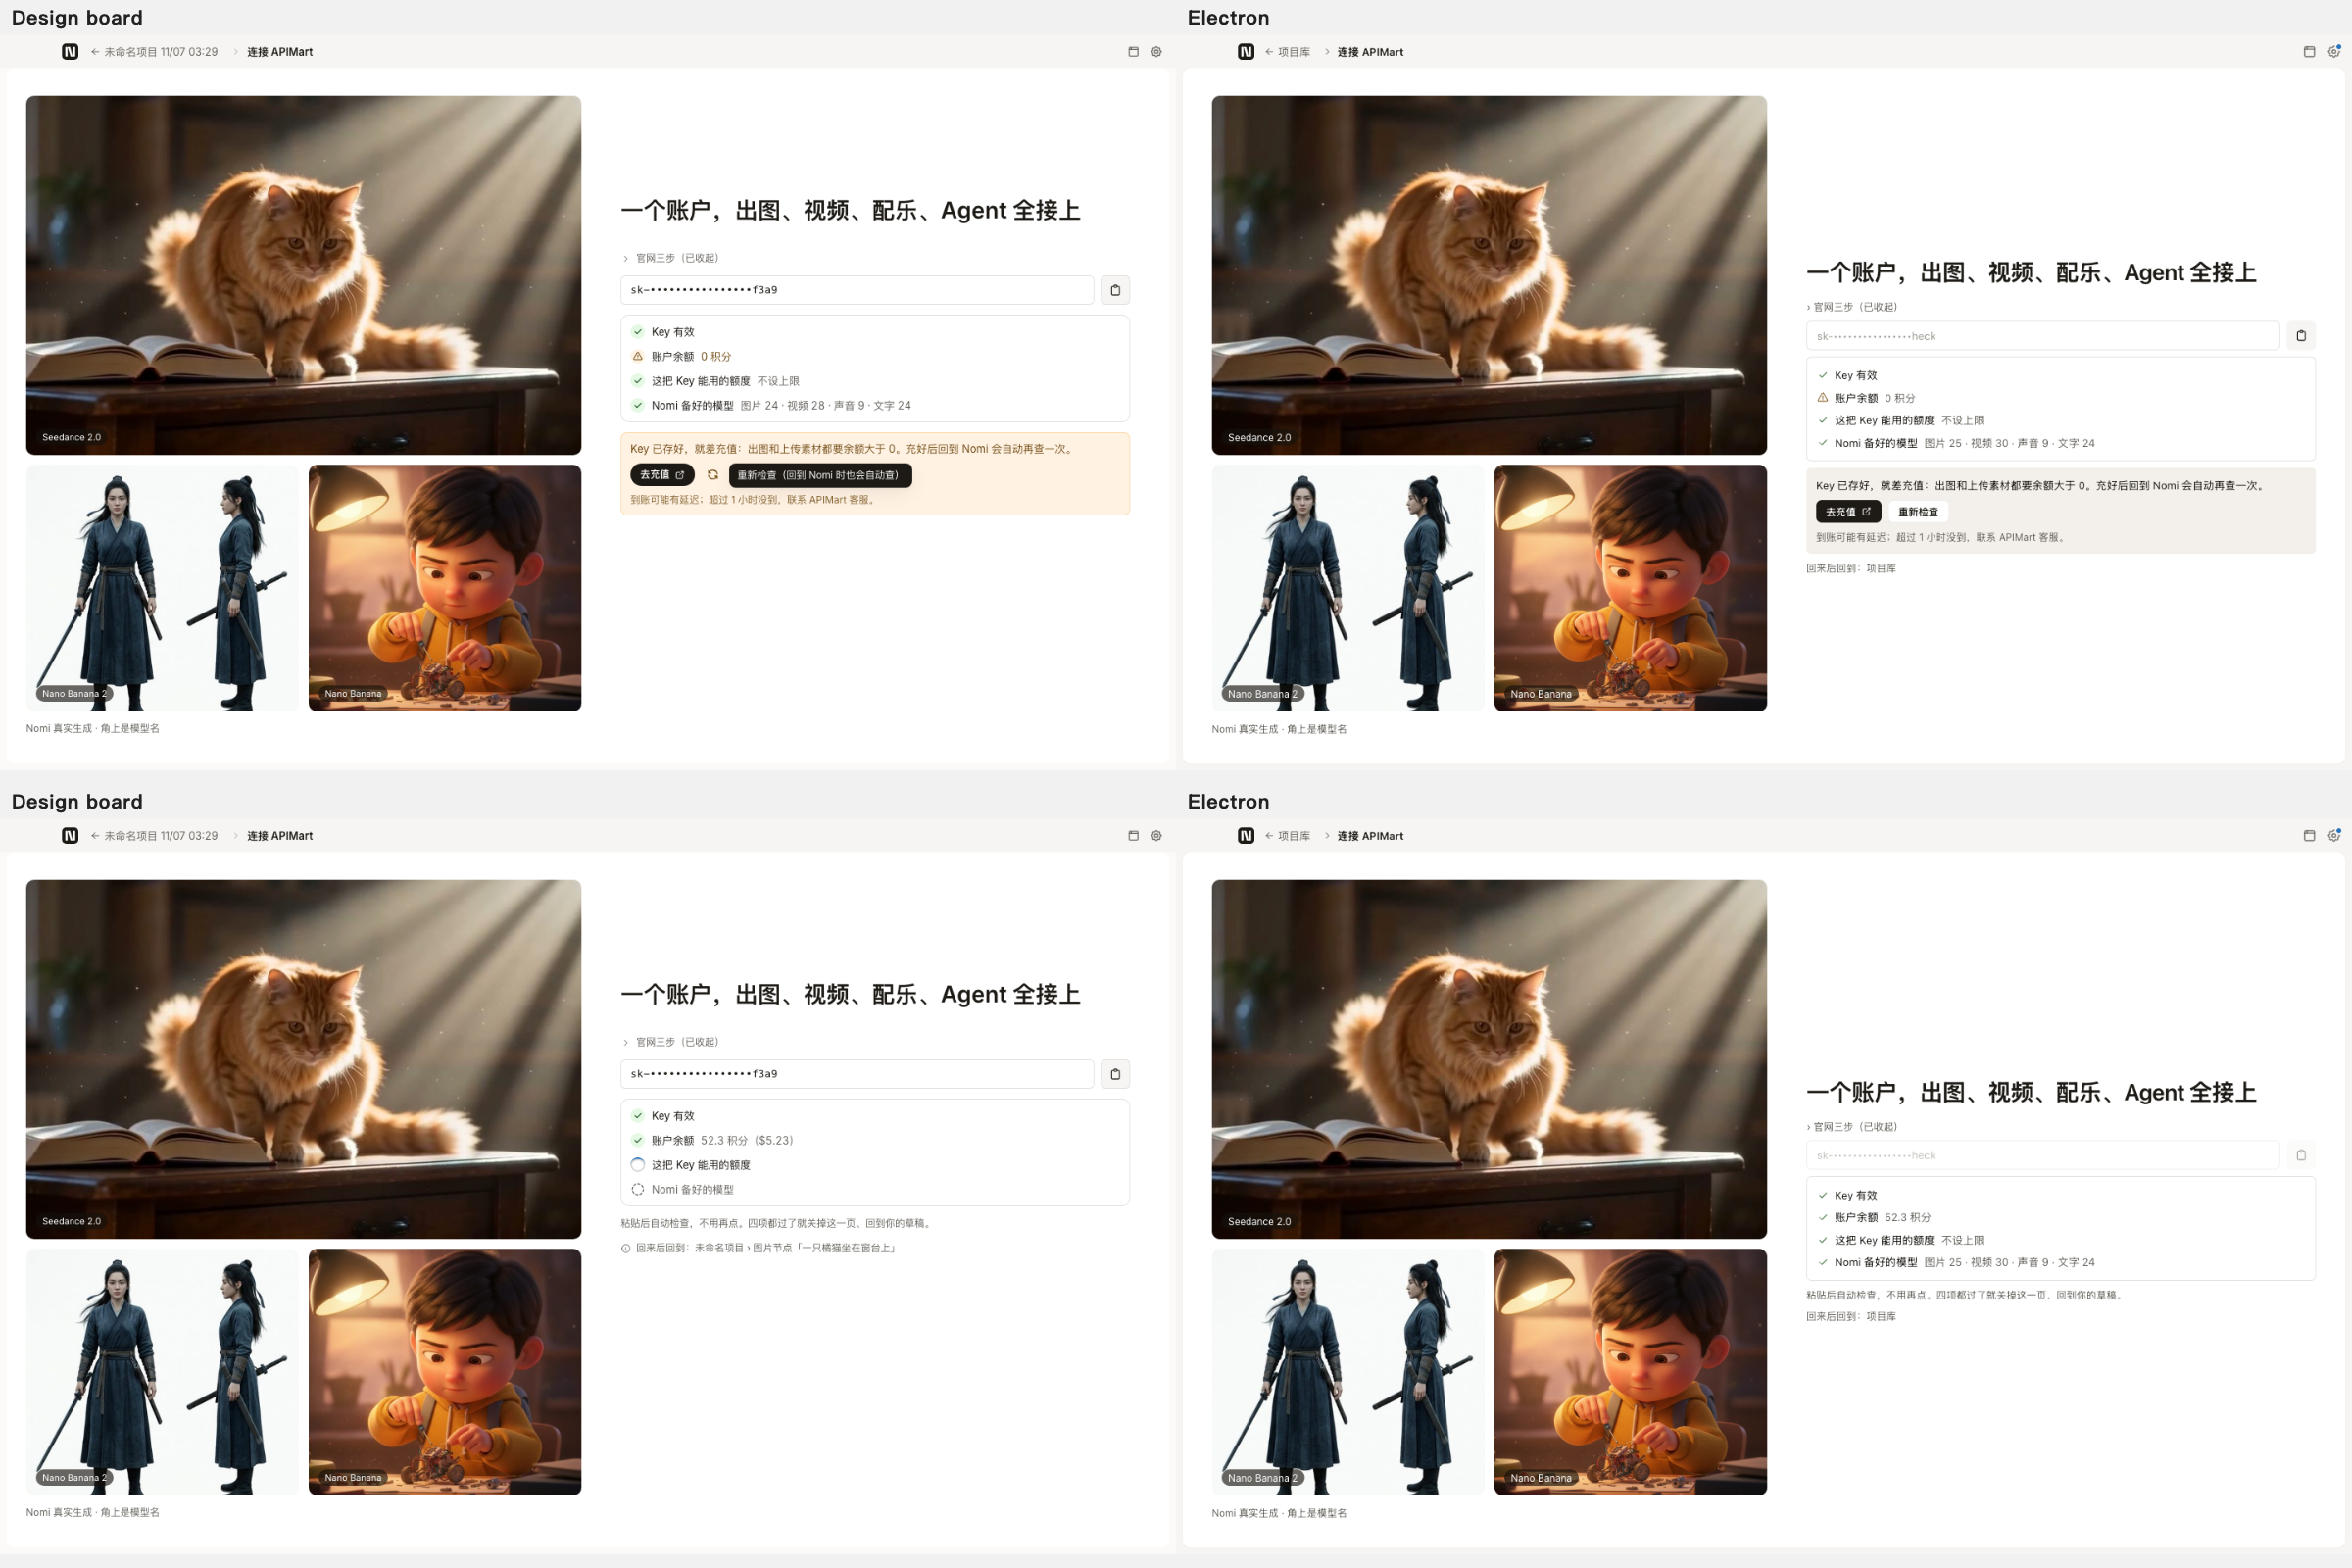 Design board
← 未命名项目 11/07 03:29 › 连接 APIMart
Seedance 2.0
Nano Banana 2
Nano Banana
Nomi 真实生成 · 角上是模型名
一个账户，出图、视频、配乐、Agent 全接上
› 官网三步（已收起）
sk-••••••••••••••••f3a9
Key 有效
账户余额 0 积分
这把 Key 能用的额度 不设上限
Nomi 备好的模型 图片 24 · 视频 28 · 声音 9 · 文字 24
Key 已存好，就差充值：出图和上传素材都要余额大于 0。充好后回到 Nomi 会自动再查一次。
去充值 重新检查（回到 Nomi 时也会自动查）
到账可能有延迟；超过 1 小时没到，联系 APIMart 客服。
Electron
← 项目库 › 连接 APIMart
Seedance 2.0
Nano Banana 2
Nano Banana
Nomi 真实生成 · 角上是模型名
一个账户，出图、视频、配乐、Agent 全接上
› 官网三步（已收起）
sk-••••••••••••••••heck
Key 有效
账户余额 0 积分
这把 Key 能用的额度 不设上限
Nomi 备好的模型 图片 25 · 视频 30 · 声音 9 · 文字 24
Key 已存好，就差充值：出图和上传素材都要余额大于 0。充好后回到 Nomi 会自动再查一次。
去充值 重新检查
到账可能有延迟；超过 1 小时没到，联系 APIMart 客服。
回来后回到：项目库
Design board
← 未命名项目 11/07 03:29 › 连接 APIMart
Seedance 2.0
Nano Banana 2
Nano Banana
Nomi 真实生成 · 角上是模型名
一个账户，出图、视频、配乐、Agent 全接上
› 官网三步（已收起）
sk-••••••••••••••••f3a9
Key 有效
账户余额 52.3 积分（$5.23）
这把 Key 能用的额度
Nomi 备好的模型
粘贴后自动检查，不用再点。四项都过了就关掉这一页、回到你的草稿。
回来后回到：未命名项目 › 图片节点「一只橘猫坐在窗台上」
Electron
← 项目库 › 连接 APIMart
Seedance 2.0
Nano Banana 2
Nano Banana
Nomi 真实生成 · 角上是模型名
一个账户，出图、视频、配乐、Agent 全接上
› 官网三步（已收起）
sk-••••••••••••••••heck
Key 有效
账户余额 52.3 积分
这把 Key 能用的额度 不设上限
Nomi 备好的模型 图片 25 · 视频 30 · 声音 9 · 文字 24
粘贴后自动检查，不用再点。四项都过了就关掉这一页、回到你的草稿。
回来后回到：项目库